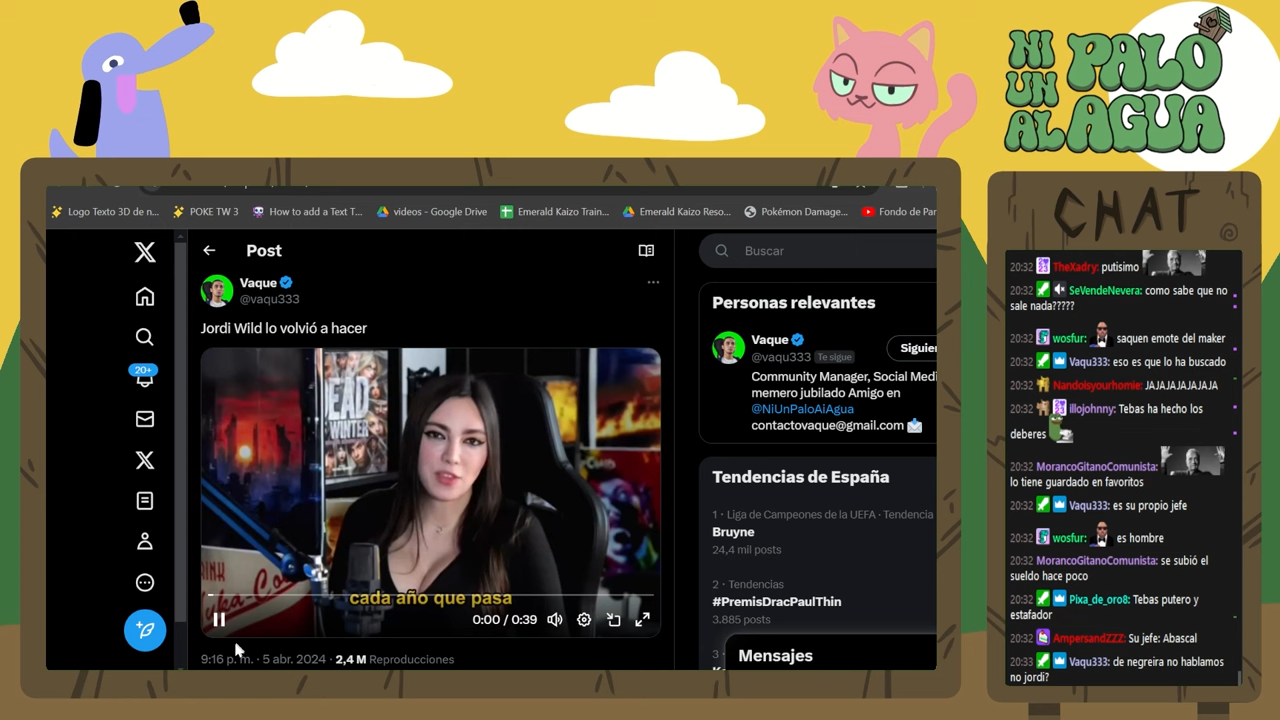 NI UN AL PALO AGUA
Logo Texto 3D de n...
POKE TW 3
How to add a Text T...
videos - Google Drive
Emerald Kaizo Train...
Emerald Kaizo Reso...
Pokémon Damage...
Fondo de Par
Post
Vaque
@vaqu333
Jordi Wild lo volvió a hacer
20+
EAD
WINTER
cada año que pasa
0:00 / 0:39
9:16 p. m. · 5 abr. 2024 · 2,4 M Reproducciones
Buscar
Personas relevantes
Vaque
@vaqu333 Te sigue
Siguien
Community Manager, Social Medi
memero jubilado Amigo en
@NiUnPaloAiAgua
contactovaque@gmail.com
Tendencias de España
1 · Liga de Campeones de la UEFA · Tendencia
Bruyne
24,4 mil posts
2 · Tendencias
#PremisDracPaulThin
3.885 posts
3 ·
Mensajes
CHAT
20:32 TheXadry: putisimo
20:32 SeVendeNevera: como sabe que no
sale nada?????
20:32 wosfur: saquen emote del maker
20:32 Vaqu333: eso es que lo ha buscado
20:32 Nandoisyourhomie: JAJAJAJAJAJA
20:32 illojohnny: Tebas ha hecho los
deberes
20:32 MorancoGitanoComunista:
lo tiene guardado en favoritos
20:32 Vaqu333: es su propio jefe
20:32 wosfur: es hombre
20:32 MorancoGitanoComunista: se subió el
sueldo hace poco
20:32 Pixa_de_oro8: Tebas putero y
estafador
20:32 AmpersandZZZ: Su jefe: Abascal
20:33 Vaqu333: de negreira no hablamos
no jordi?